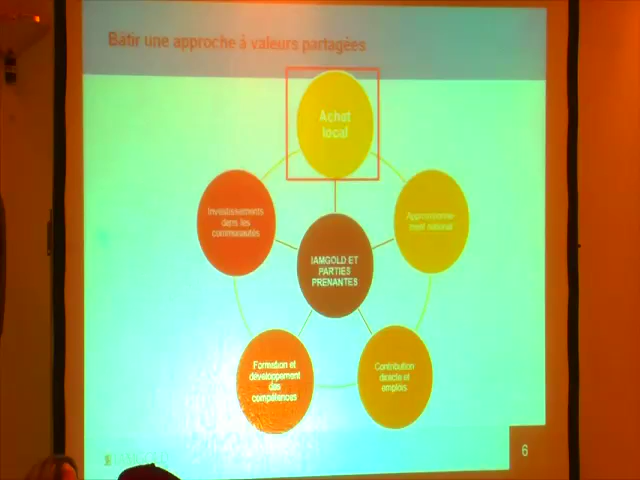 Batir une approche à valeurs partagées
Achat
local
Investissements
dans les
communautés
Approvisionne-
ment national
IAMGOLD ET
PARTIES
PRENANTES
Formation et
développement
des
compétences
Contribution
directe et
emplois
IAMGOLD
6